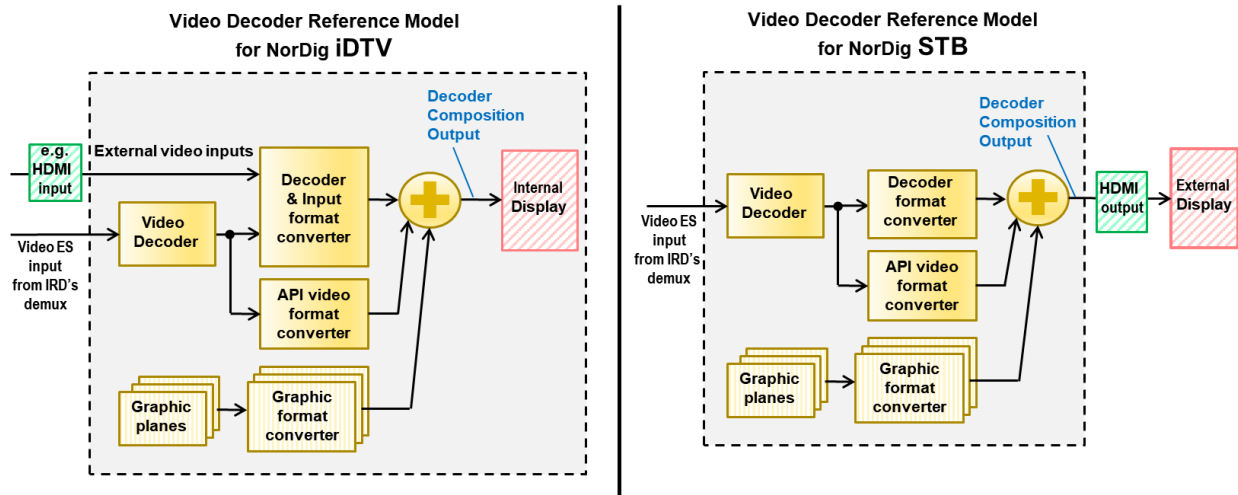 Video Decoder Reference Model
for NorDig iDTV
e.g.
HDMI
input
External video inputs
Decoder
& Input
format
converter
Decoder
Composition
Output
Internal
Display
Video
Decoder
Video ES
input
from IRD's
demux
API video
format
converter
Graphic
planes
Graphic
format
converter
Video Decoder Reference Model
for NorDig STB
Decoder
Composition
Output
Video
Decoder
Decoder
format
converter
HDMI
output
External
Display
Video ES
input
from IRD's
demux
API video
format
converter
Graphic
planes
Graphic
format
converter